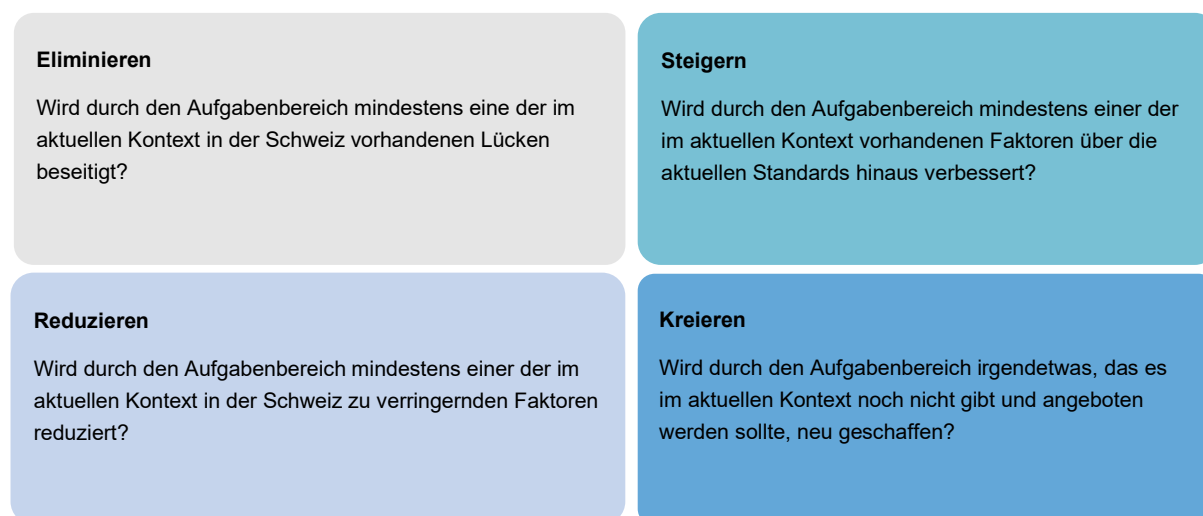 Eliminieren
Wird durch den Aufgabenbereich mindestens eine der im
aktuellen Kontext in der Schweiz vorhandenen Lücken
beseitigt?
Steigern
Wird durch den Aufgabenbereich mindestens einer der
im aktuellen Kontext vorhandenen Faktoren über die
aktuellen Standards hinaus verbessert?
Reduzieren
Wird durch den Aufgabenbereich mindestens einer der im
aktuellen Kontext in der Schweiz zu verringernden Faktoren
reduziert?
Kreieren
Wird durch den Aufgabenbereich irgendetwas, das es
im aktuellen Kontext noch nicht gibt und angeboten
werden sollte, neu geschaffen?